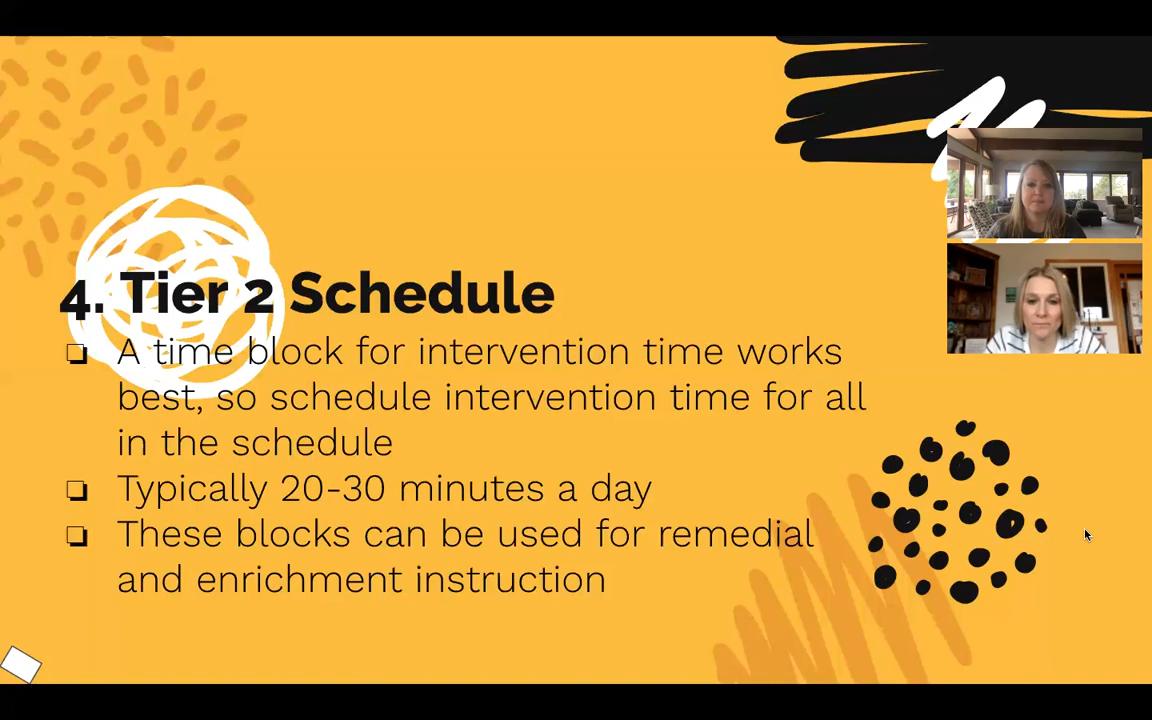 4. Tier 2 Schedule
❏ A time block for intervention time works
best, so schedule intervention time for all
in the schedule
❏ Typically 20-30 minutes a day
❏ These blocks can be used for remedial
and enrichment instruction